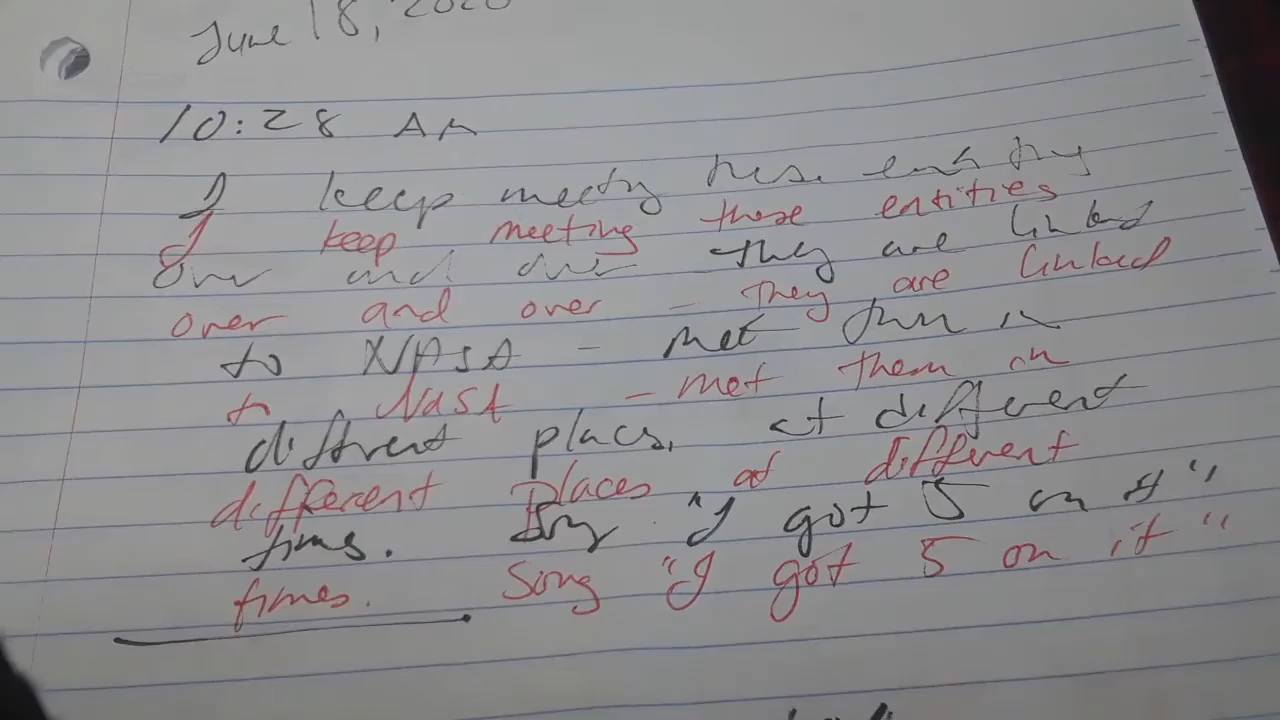 June 18, 2020
10:28 AM
I keep meeting these entity
I keep meeting these entities
over and over they are linked
over and over - They are linked
to NASA - met them in
to NASA - met them in
different places, at different
different places at different
times. Song "I got 5 on it",
times. Song "I got 5 on it"